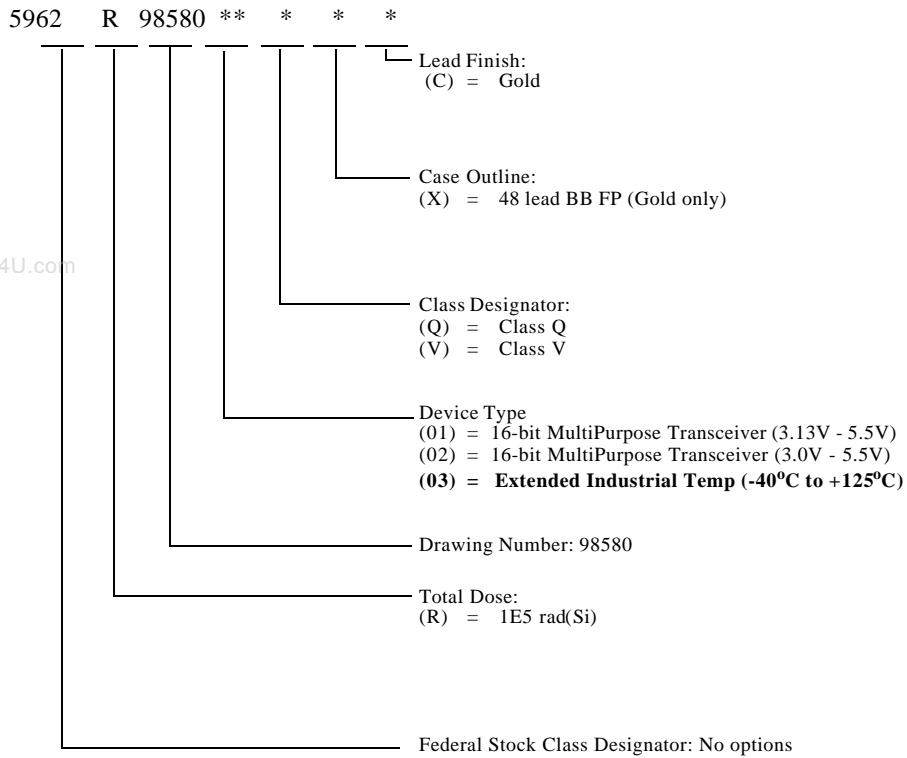 5962 R 98580 ** * * *
Lead Finish:
(C) = Gold
Case Outline:
(X) = 48 lead BB FP (Gold only)
4U.com
Class Designator:
(Q) = Class Q
(V) = Class V
Device Type
(01) = 16-bit MultiPurpose Transceiver (3.13V - 5.5V)
(02) = 16-bit MultiPurpose Transceiver (3.0V - 5.5V)
(03) = Extended Industrial Temp (-40°C to +125°C)
Drawing Number: 98580
Total Dose:
(R) = 1E5 rad(Si)
Federal Stock Class Designator: No options